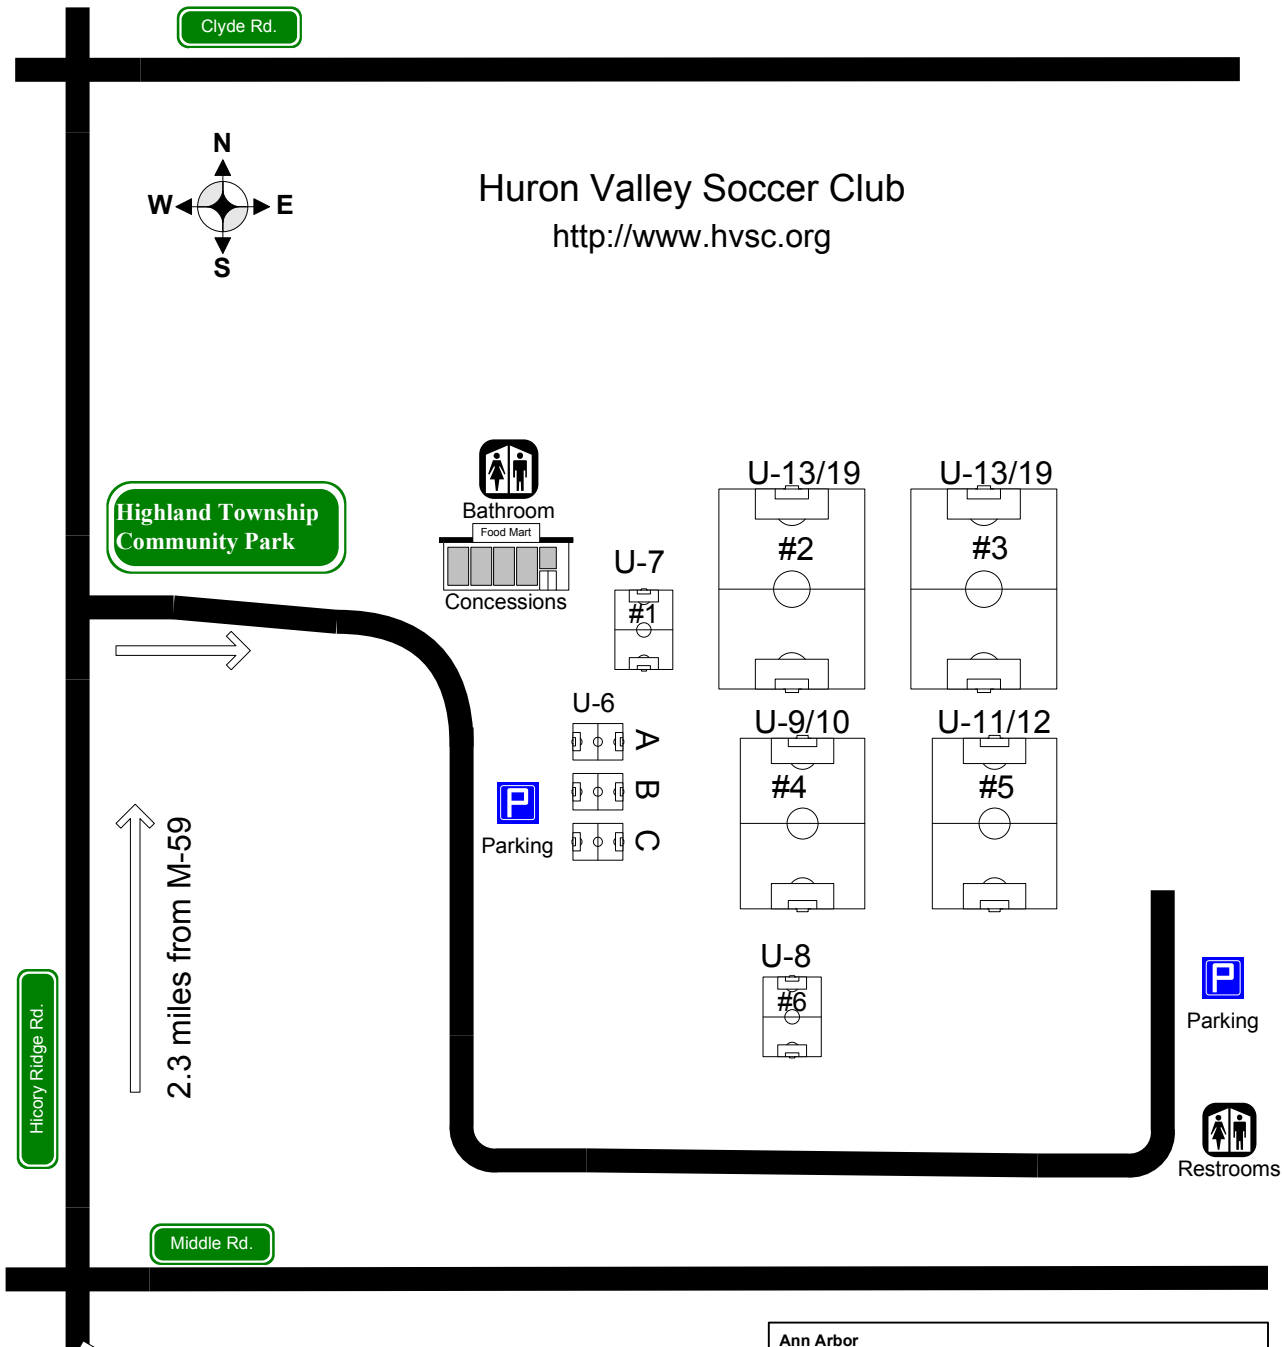 Clyde Rd.
N
W
E
S
Huron Valley Soccer Club
http://www.hvsc.org
Highland Township
Community Park
Bathroom
Food Mart
Concessions
U-7
#1
U-13/19
#2
U-13/19
#3
U-6
A
B
C
U-9/10
#4
U-11/12
#5
P
Parking
2.3 miles from M-59
U-8
#6
P
Parking
Hicory Ridge Rd.
Restrooms
Middle Rd.
Ann Arbor